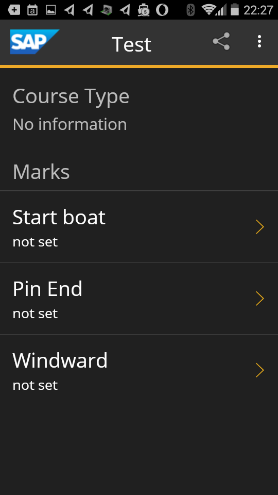 22:27
SAP
Test
Course Type
No information
Marks
Start boat
not set
Pin End
not set
Windward
not set